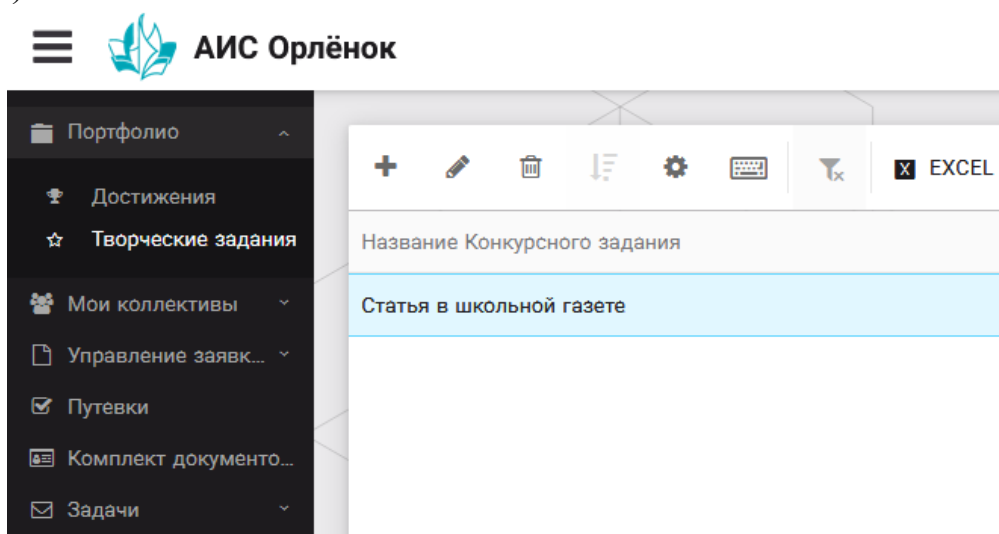 АИС Орлёнок
Портфолио
Достижения
Творческие задания
Мои коллективы
Управление заявк...
Путевки
Комплект документо...
Задачи
X EXCEL
Название Конкурсного задания
Статья в школьной газете